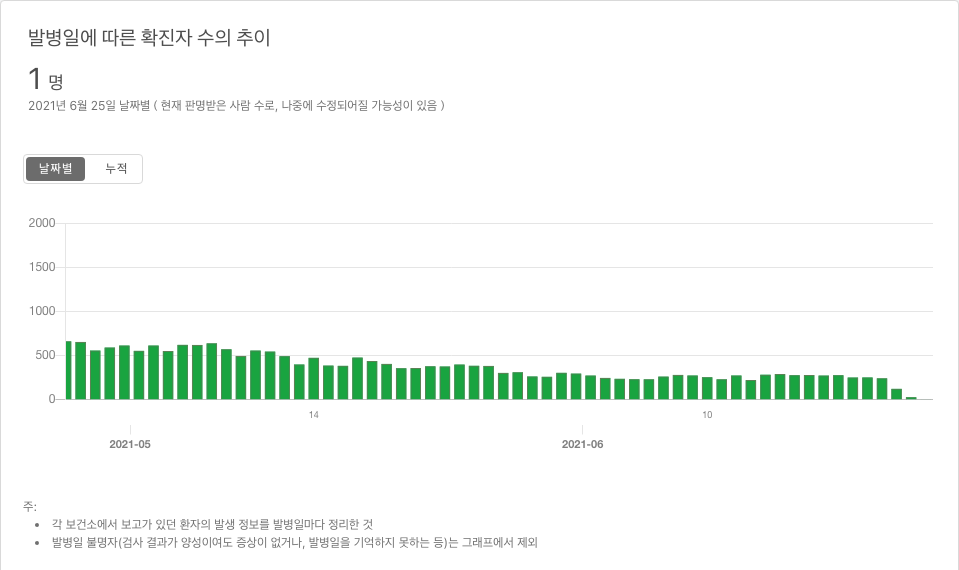 발병일에 따른 확진자 수의 추이
1 명
2021년 6월 25일 날짜별 ( 현재 판명받은 사람 수로, 나중에 수정되어질 가능성이 있음 )
날짜별 누적
2000
1500
1000
500
0
14 10
2021-05 2021-06
주:
• 각 보건소에서 보고가 있던 환자의 발생 정보를 발병일마다 정리한 것
• 발병일 불명자(검사 결과가 양성이여도 증상이 없거나, 발병일을 기억하지 못하는 등)는 그래프에서 제외